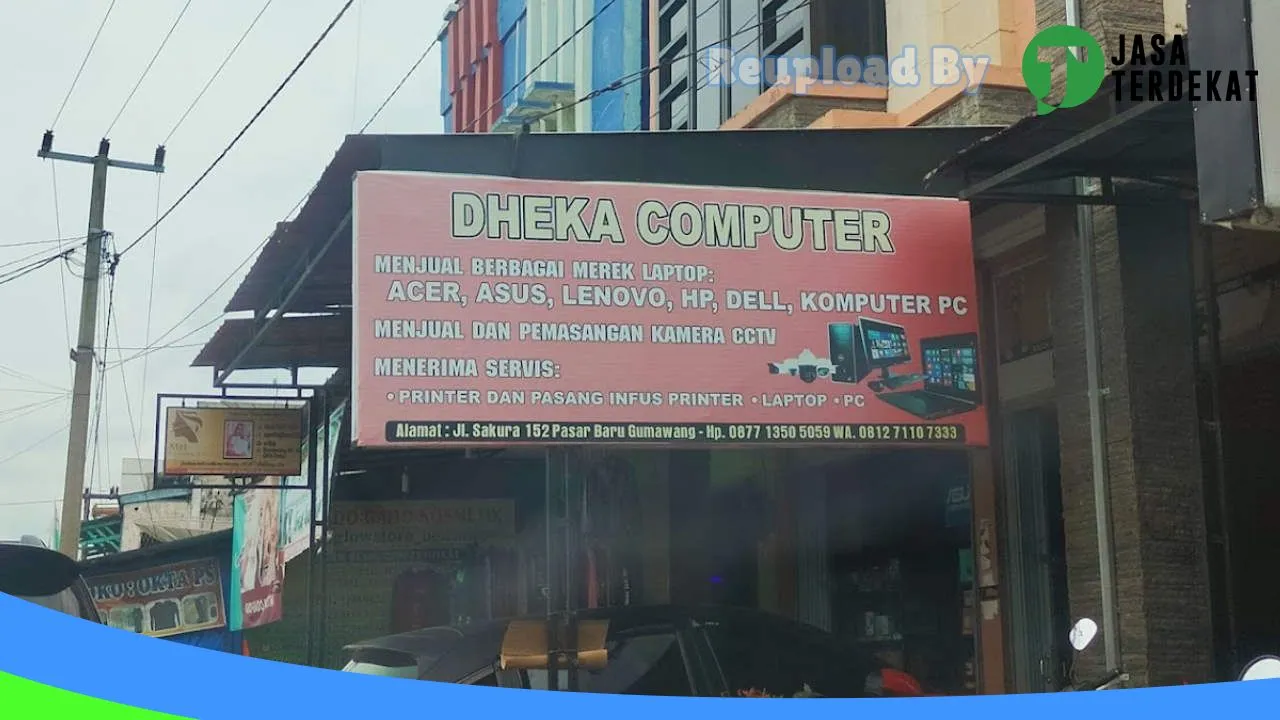 Reupload By
JASA
TERDEKAT
DHEKA COMPUTER
MENJUAL BERBAGAI MEREK LAPTOP:
ACER, ASUS, LENOVO, HP, DELL, KOMPUTER PC
MENJUAL DAN PEMASANGAN KAMERA CCTV
MENERIMA SERVIS:
• PRINTER DAN PASANG INFUS PRINTER • LAPTOP • PC
Alamat : Jl. Sakura 152 Pasar Baru Gumawang - Hp. 0877 1350 5059 WA. 0812 7110 7333
ASUS
OKTA